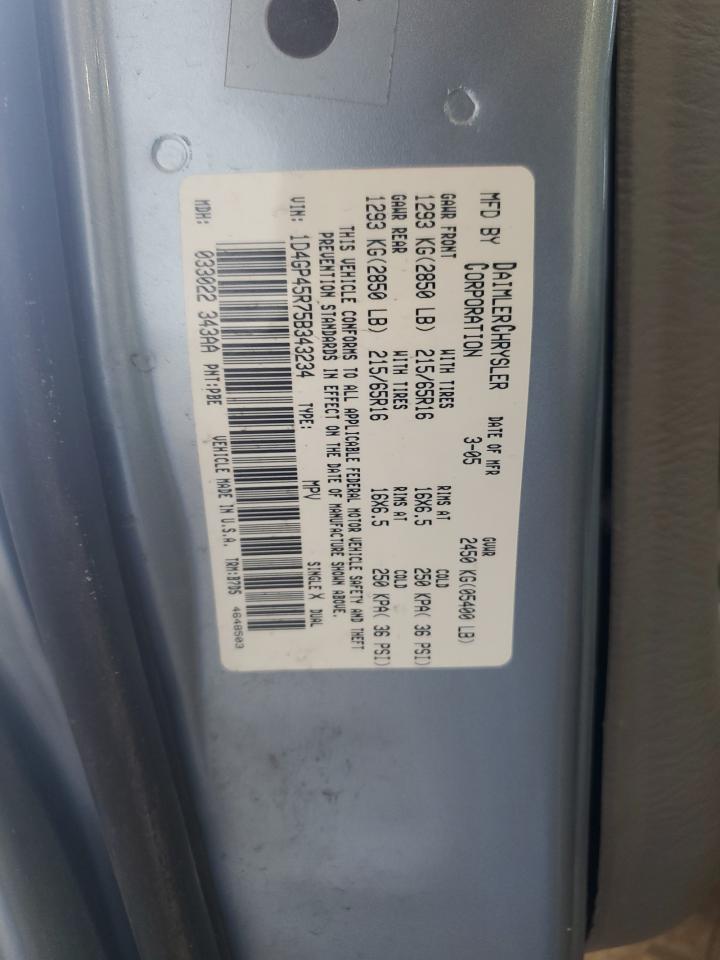 MFD BY DAIMLERCHRYSLER CORPORATION
DATE OF MFR 3-05
GVWR 2450 KG(05400 LB)
GAWR FRONT WITH TIRES RIMS AT COLD
1293 KG(2850 LB) 215/65R16 16X6.5 250 KPA( 36 PSI)
GAWR REAR WITH TIRES RIMS AT COLD
1293 KG(2850 LB) 215/65R16 16X6.5 250 KPA( 36 PSI)
THIS VEHICLE CONFORMS TO ALL APPLICABLE FEDERAL MOTOR VEHICLE SAFETY AND THEFT
PREVENTION STANDARDS IN EFFECT ON THE DATE OF MANUFACTURE SHOWN ABOVE.
VIN: 1D4GP45R75B343234 TYPE: MPV SINGLE X DUAL
MDH: 033022 343AA PNT:PBE VEHICLE MADE IN U.S.A. TRM:B7DS 4648503